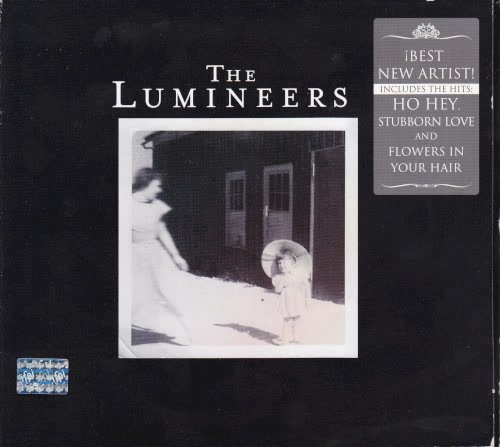 THE
LUMINEERS
¡BEST
NEW ARTIST!
INCLUDES THE HITS:
HO HEY,
STUBBORN LOVE
AND
FLOWERS IN
YOUR HAIR